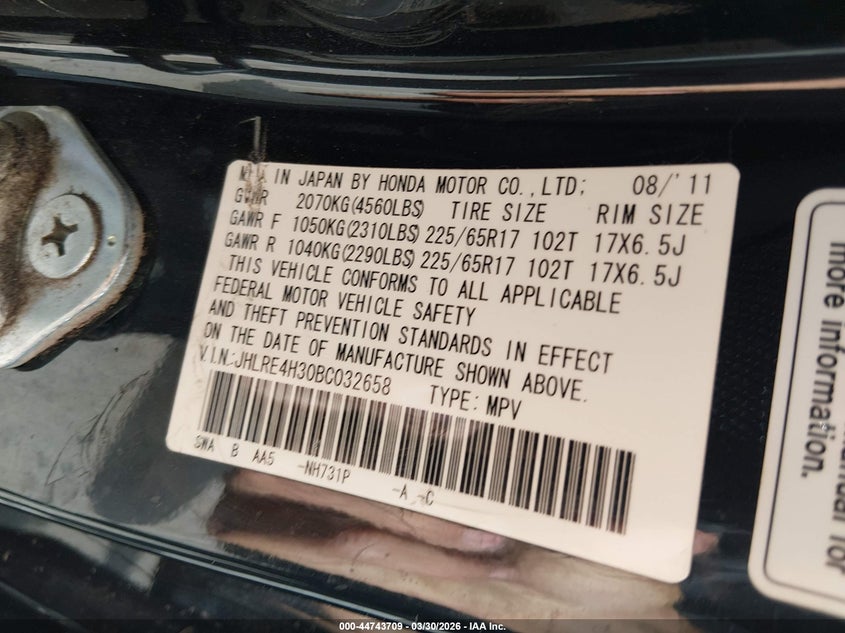 IN JAPAN BY HONDA MOTOR CO.,LTD; 08/'11
GVWR 2070KG(4560LBS) TIRE SIZE RIM SIZE
GAWR F 1050KG(2310LBS) 225/65R17 102T 17X6.5J
GAWR R 1040KG(2290LBS) 225/65R17 102T 17X6.5J
THIS VEHICLE CONFORMS TO ALL APPLICABLE
FEDERAL MOTOR VEHICLE SAFETY
AND THEFT PREVENTION STANDARDS IN EFFECT
ON THE DATE OF MANUFACTURE SHOWN ABOVE.
V.I.N.:JHLRE4H30BC032658 TYPE: MPV
SWA B AA5 -NH731P -A -C
more information.
manual for
000-44743709 - 03/30/2026 - IAA Inc.